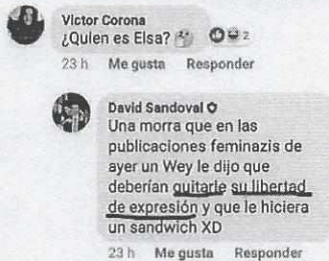 Victor Corona
¿Quien es Elsa? 🤔 2
23 h Me gusta Responder
David Sandoval
Una morra que en las
publicaciones feminazis de
ayer un Wey le dijo que
deberían quitarle su libertad
de expresión y que le hiciera
un sandwich XD
23 h Me gusta Responder